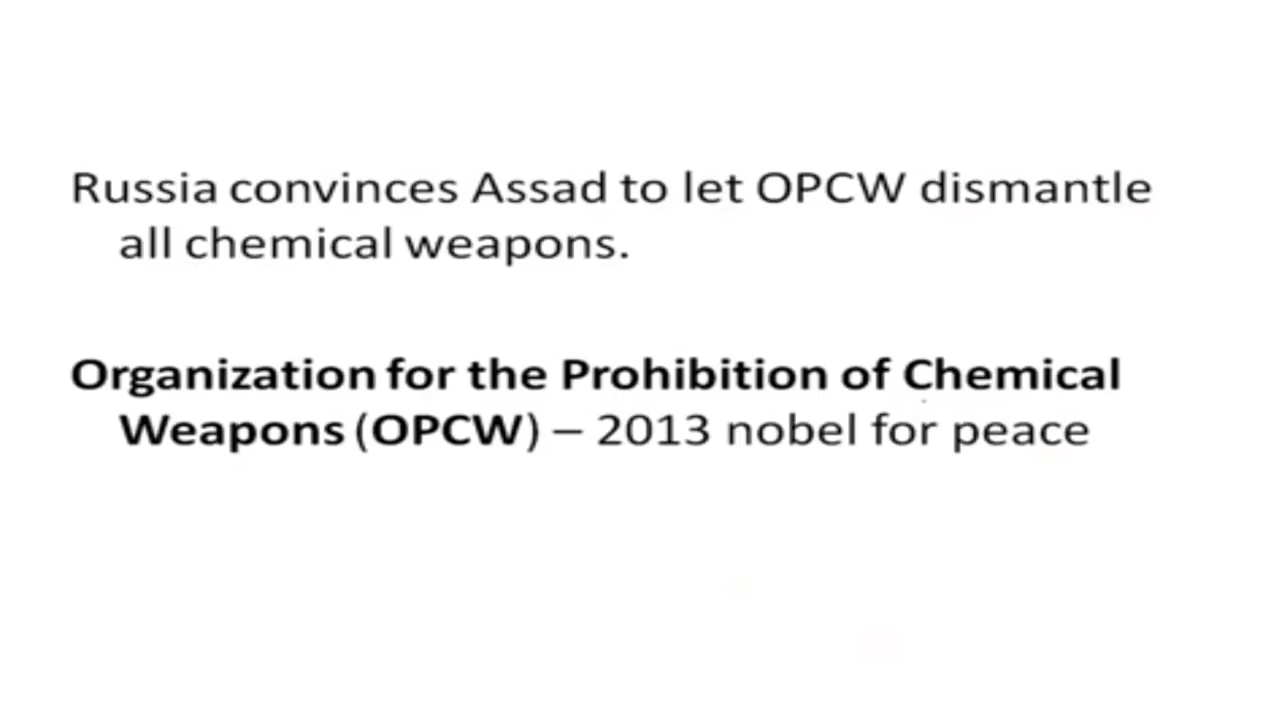 Russia convinces Assad to let OPCW dismantle
all chemical weapons.
Organization for the Prohibition of Chemical
Weapons (OPCW) – 2013 nobel for peace